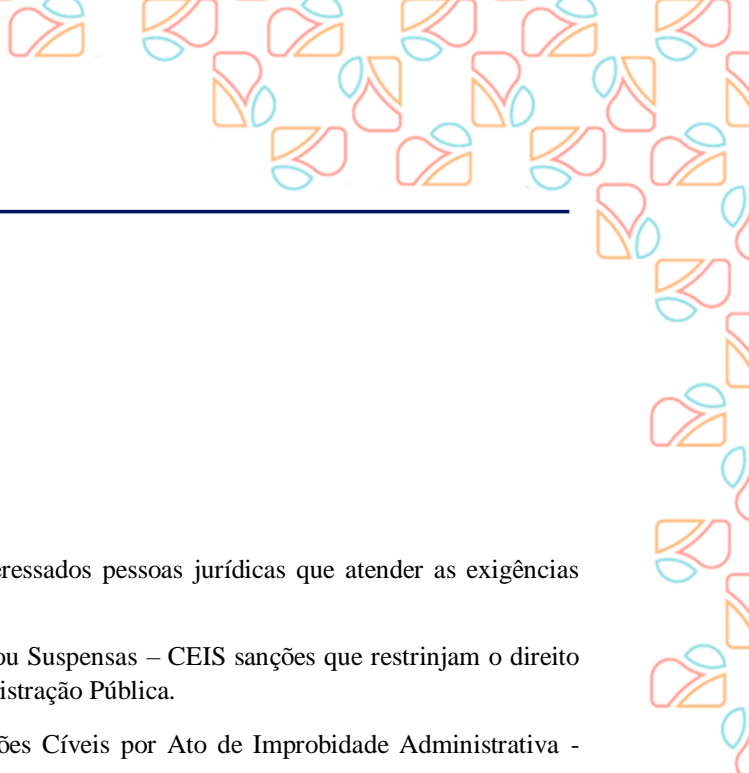 eressados pessoas jurídicas que atender as exigências
ou Suspensas – CEIS sanções que restrinjam o direito
istração Pública.
ões Cíveis por Ato de Improbidade Administrativa -